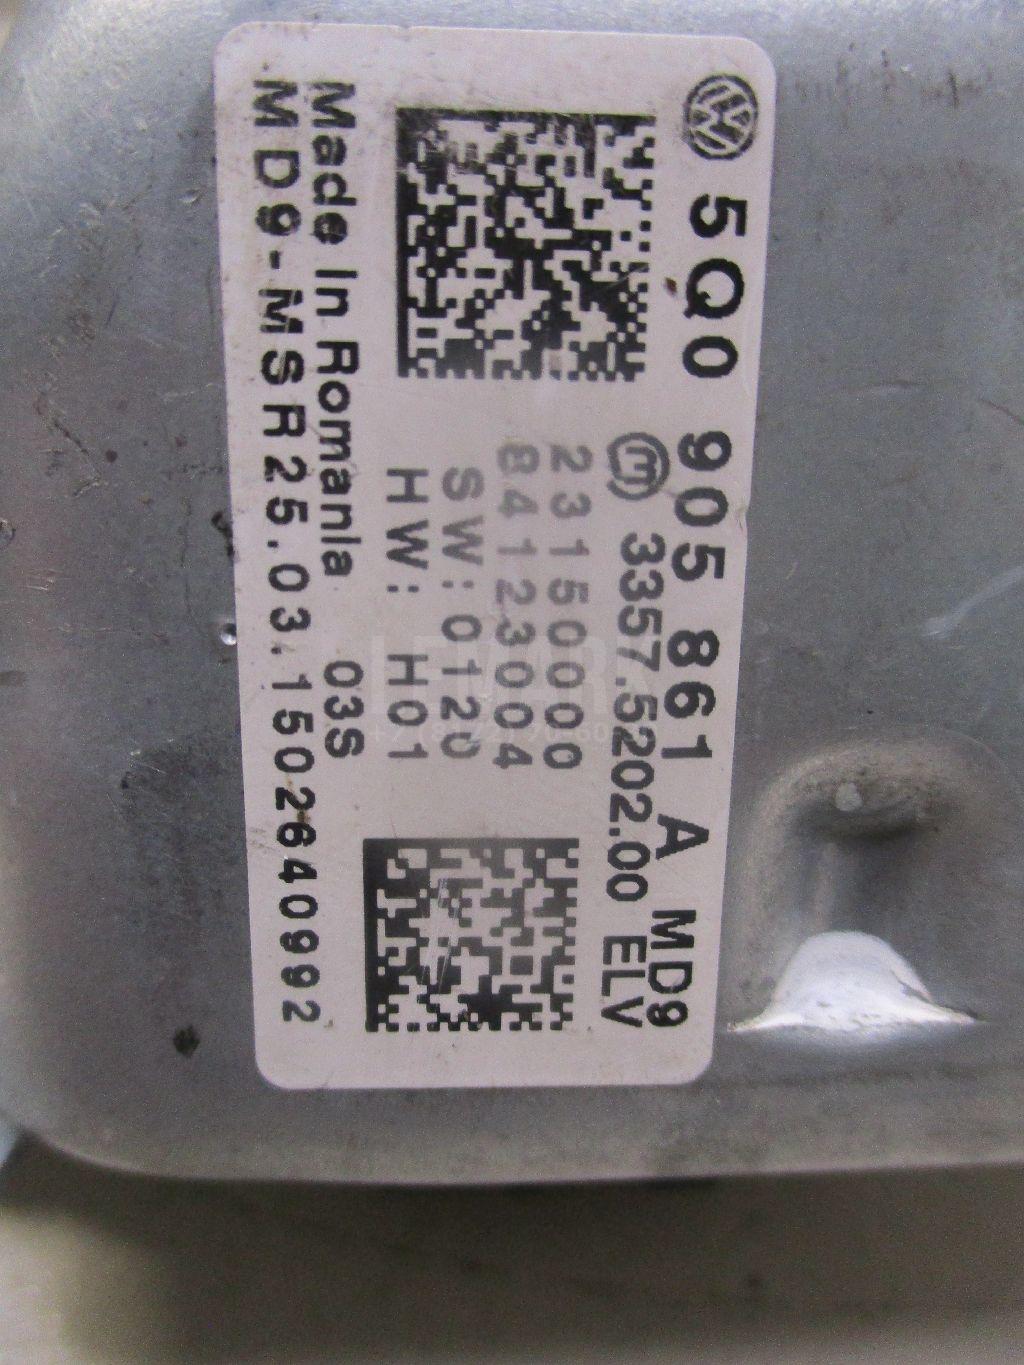 5Q0 905 861 A MD9
3357.5202.00 ELV
23150000
84123004
SW: 0120
HW: H01
Made In Romania 03S
MD9-MSR25.03.1502640992